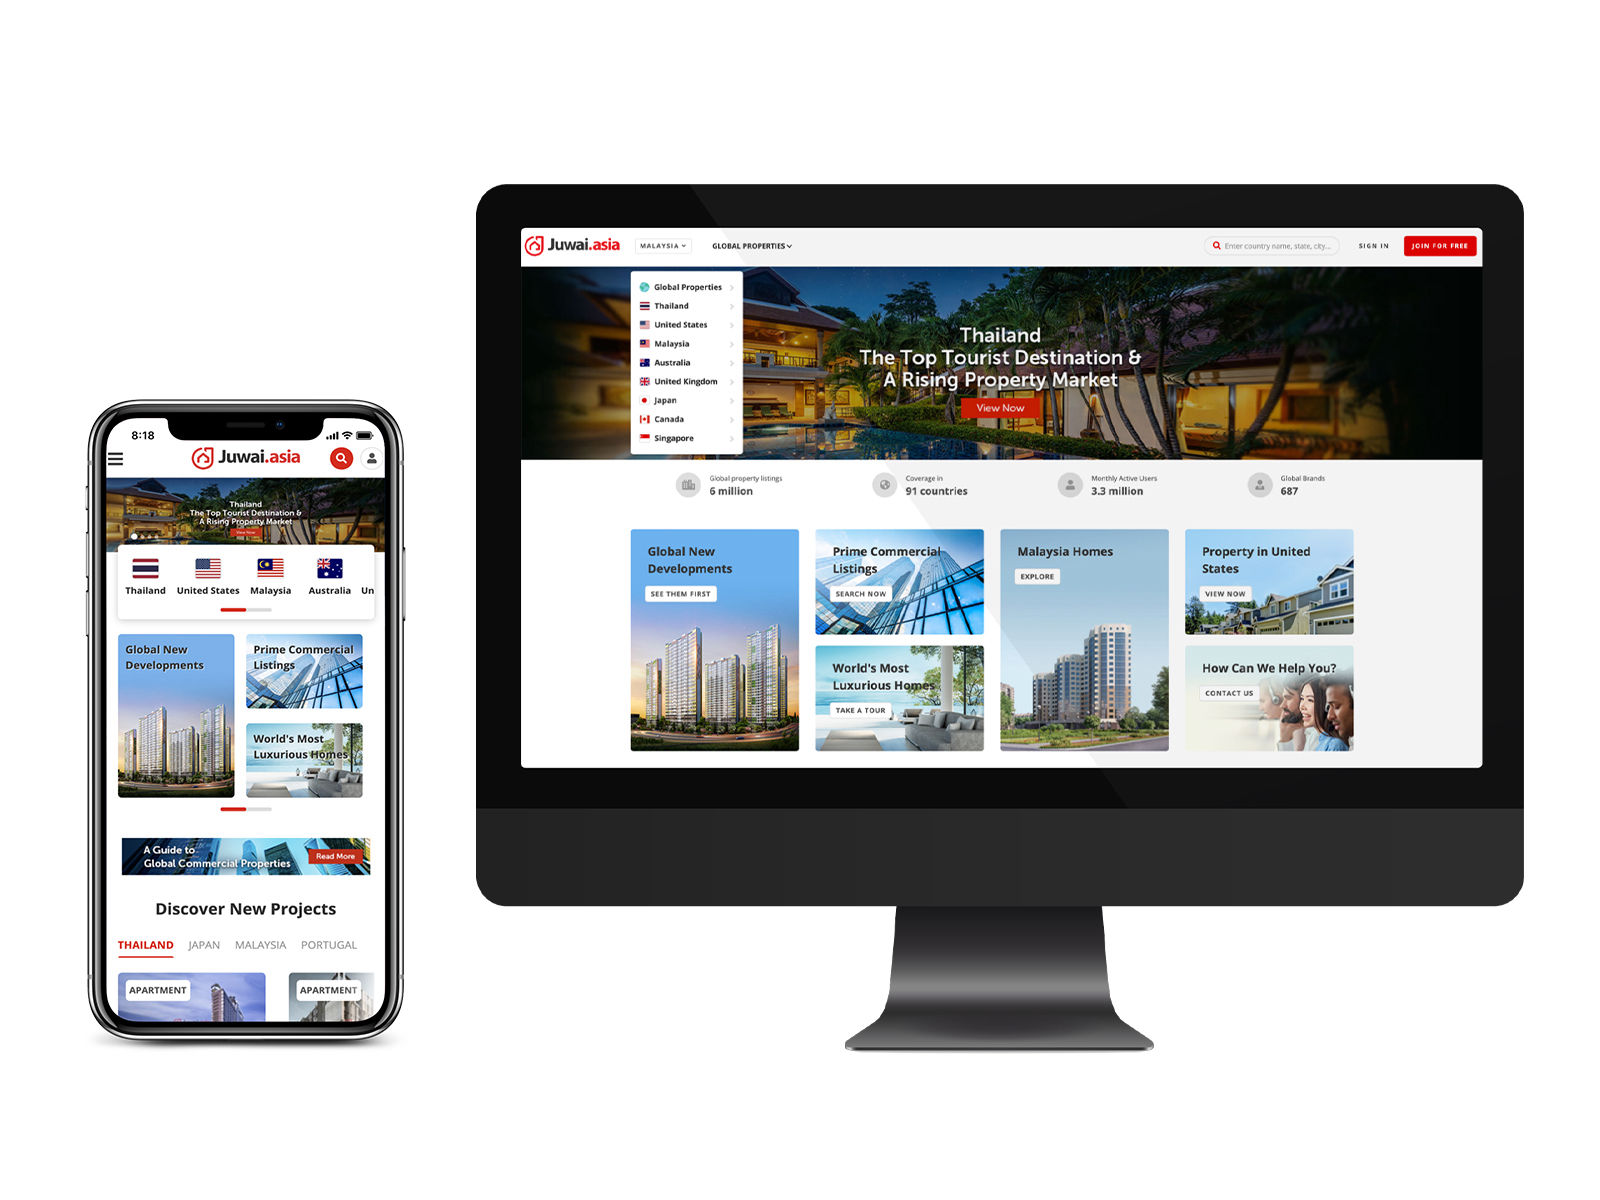 8:18
Juwai.asia
Thailand
The Top Tourist Destination &
A Rising Property Market
View Now
Thailand
United States
Malaysia
Australia
Un
Global New
Developments
Prime Commercial
Listings
World's Most
Luxurious Homes
A Guide to
Global Commercial Properties
Read More
Discover New Projects
THAILAND
JAPAN
MALAYSIA
PORTUGAL
APARTMENT
APARTMENT
Juwai.asia
MALAYSIA
GLOBAL PROPERTIES
Enter country name, state, city...
SIGN IN
JOIN FOR FREE
Global Properties
Thailand
United States
Malaysia
Australia
United Kingdom
Japan
Canada
Singapore
Thailand
The Top Tourist Destination &
A Rising Property Market
View Now
Global property listings
6 million
Coverage in
91 countries
Monthly Active Users
3.3 million
Global Brands
687
Global New
Developments
SEE THEM FIRST
Prime Commercial
Listings
SEARCH NOW
World's Most
Luxurious Homes
TAKE A TOUR
Malaysia Homes
EXPLORE
Property in United
States
VIEW NOW
How Can We Help You?
CONTACT US